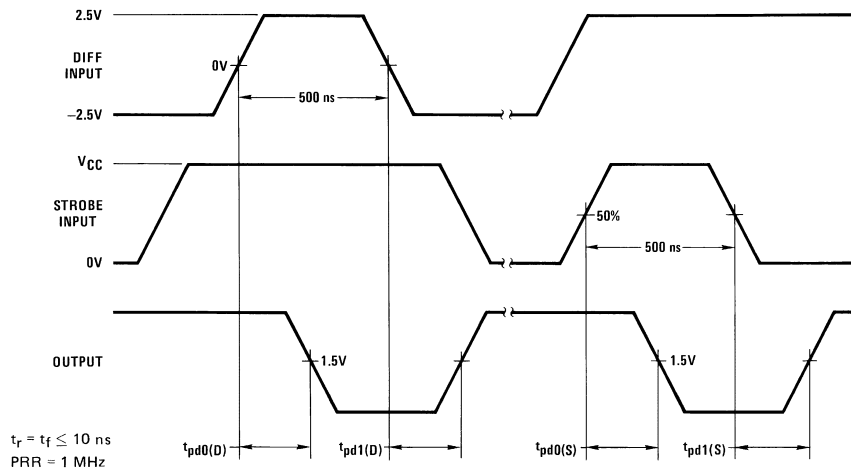 2.5V
DIFF
INPUT
0V
500 ns
−2.5V
VCC
STROBE
INPUT
50%
500 ns
0V
OUTPUT
1.5V
1.5V
tr = tf ≤ 10 ns
PRR = 1 MHz
tpd0(D)
tpd1(D)
tpd0(S)
tpd1(S)